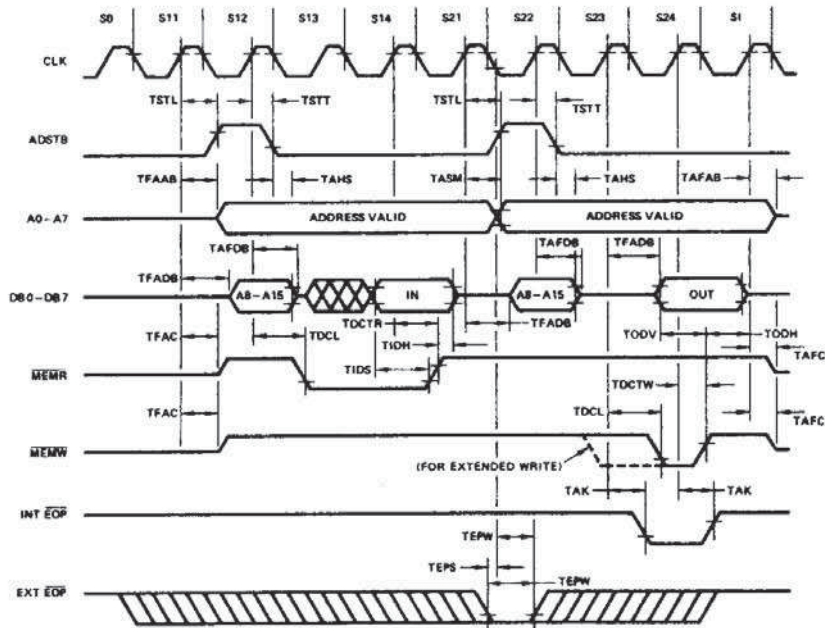 S0 S11 S12 S13 S14 S21 S22 S23 S24 SI
CLK
TSTL TSTT TSTL TSTT
ADSTB
TFAAB TAHS TASM TAHS TAFAB
A0-A7 ADDRESS VALID ADDRESS VALID
TAFDB TAFDB TFADB
TFADB
DB0-DB7 A8-A15 IN A8-A15 OUT
TDCTR TFADB
TFAC TDCL TIDH TODV TODH
TAFC
MEMR TIDS
TDCTW
TFAC TDCL TAFC
MEMW
(FOR EXTENDED WRITE)
TAK TAK
INT EOP
TEPW
TEPS TEPW
EXT EOP